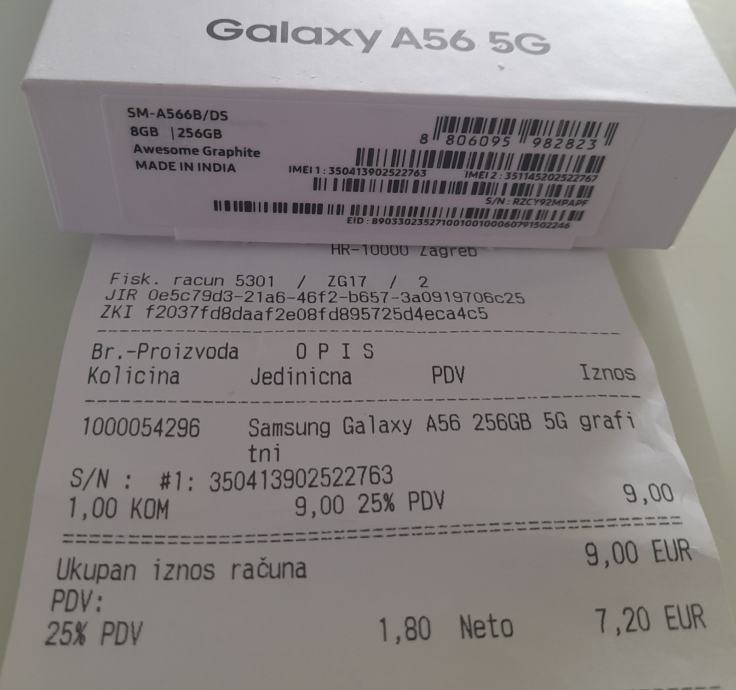 Galaxy A56 5G
SM-A566B/DS
8GB | 256GB
Awesome Graphite
MADE IN INDIA
8 806095 982823
IMEI 1 : 350413902522763 IMEI 2 : 351145202522767
S/N : RZCY92MPAPF
EID : 89033023527100100100060791502246
HR-10000 Zagreb
Fisk. racun 5301 / ZG17 / 2
JIR 0e5c79d3-21a6-46f2-b657-3a0919706c25
ZKI f2037fd8daaf2e08fd895725d4eca4c5
Br.-Proizvoda O P I S
Kolicina Jedinicna PDV Iznos
1000054296 Samsung Galaxy A56 256GB 5G grafi
tni
S/N : #1: 350413902522763
1,00 KOM 9,00 25% PDV 9,00
Ukupan iznos računa 9,00 EUR
PDV:
25% PDV 1,80 Neto 7,20 EUR